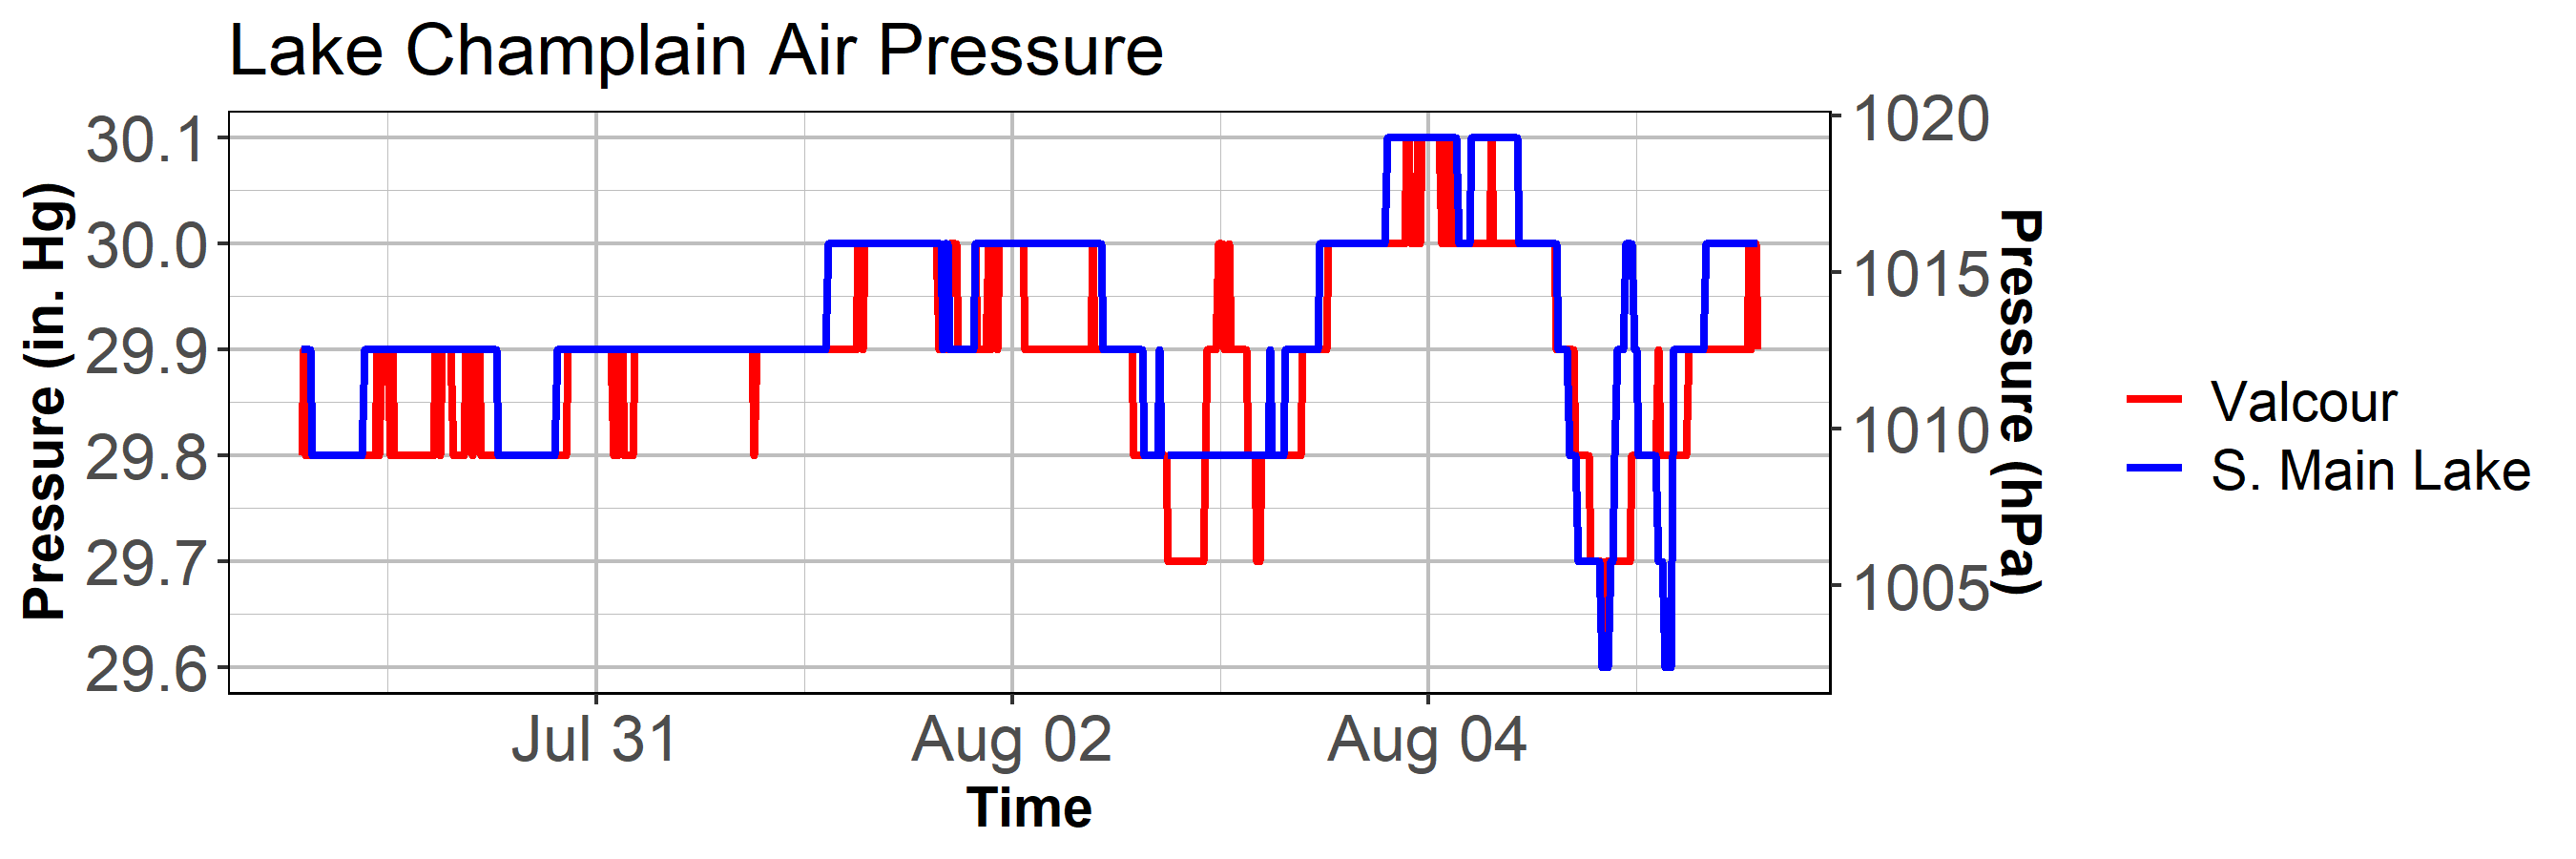 Lake Champlain Air Pressure
Pressure (in. Hg)
30.1
30.0
29.9
29.8
29.7
29.6
1020
1015
1010
1005
Pressure (hPa)
Jul 31
Aug 02
Aug 04
Time
Valcour
S. Main Lake